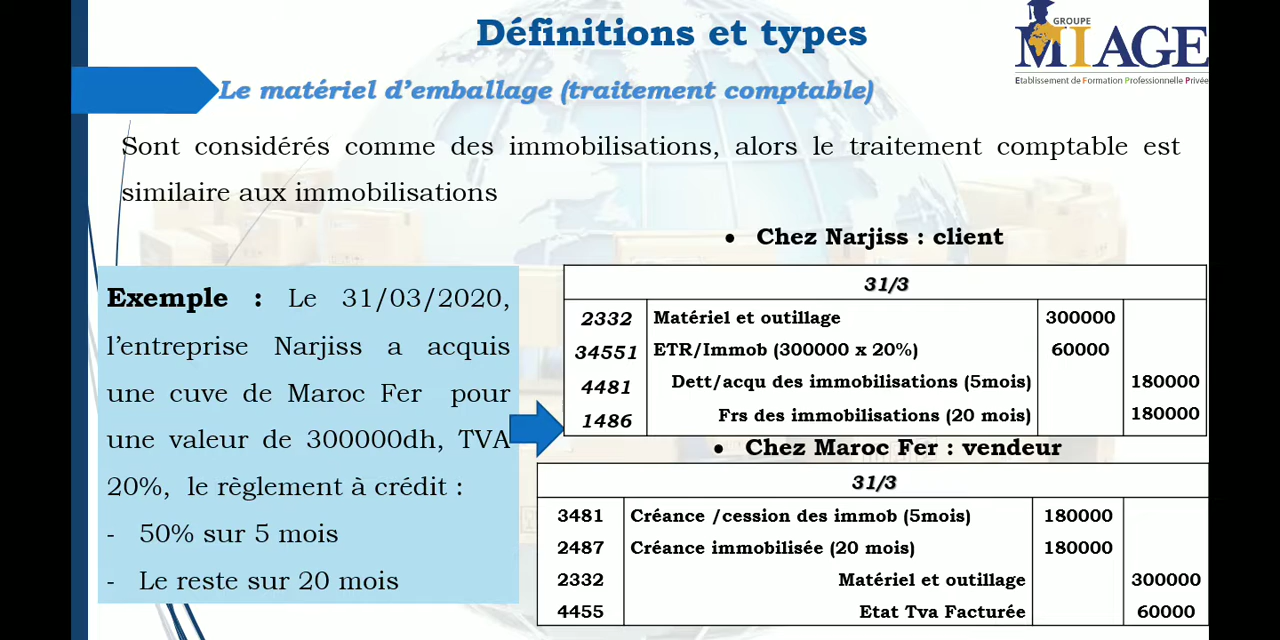 Définitions et types
GROUPE
MIAGE
Etablissement de Formation Professionnelle Privée
Le matériel d'emballage (traitement comptable)
Sont considérés comme des immobilisations, alors le traitement comptable est
similaire aux immobilisations
Exemple : Le 31/03/2020,
l'entreprise Narjiss a acquis
une cuve de Maroc Fer pour
une valeur de 300000dh, TVA
20%, le règlement à crédit :
- 50% sur 5 mois
- Le reste sur 20 mois
• Chez Narjiss : client
31/3
2332 Matériel et outillage 300000
34551 ETR/Immob (300000 x 20%) 60000
4481 Dett/acqu des immobilisations (5mois) 180000
1486 Frs des immobilisations (20 mois) 180000
• Chez Maroc Fer : vendeur
31/3
3481 Créance /cession des immob (5mois) 180000
2487 Créance immobilisée (20 mois) 180000
2332 Matériel et outillage 300000
4455 Etat Tva Facturée 60000